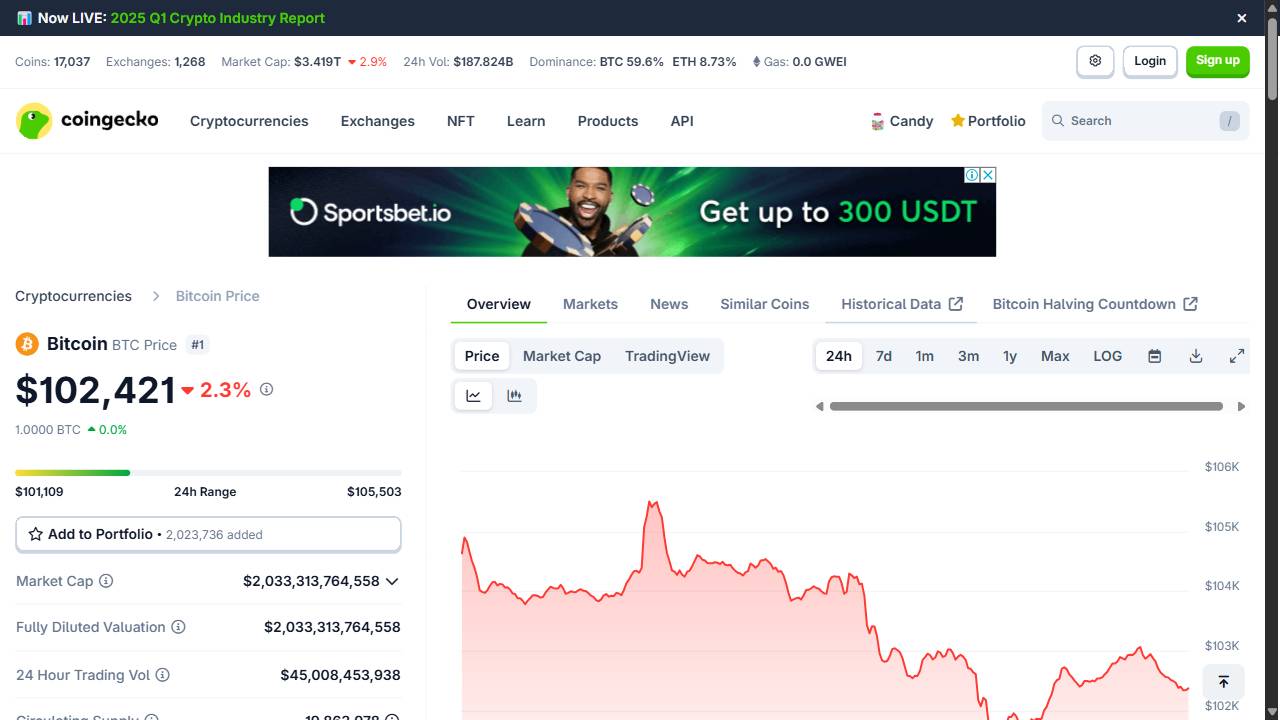 Now LIVE: 2025 Q1 Crypto Industry Report
Coins: 17,037 Exchanges: 1,268 Market Cap: $3.419T 2.9% 24h Vol: $187.824B Dominance: BTC 59.6% ETH 8.73% Gas: 0.0 GWEI
Login
Sign up
coingecko
Cryptocurrencies Exchanges NFT Learn Products API
Candy Portfolio Search /
Sportsbet.io Get up to 300 USDT
Cryptocurrencies Bitcoin Price
Bitcoin BTC Price #1
$102,421 2.3%
1.0000 BTC 0.0%
$101,109 24h Range $105,503
Add to Portfolio • 2,023,736 added
Market Cap $2,033,313,764,558
Fully Diluted Valuation $2,033,313,764,558
24 Hour Trading Vol $45,008,453,938
Circulating Supply 19,863,978
Overview Markets News Similar Coins Historical Data Bitcoin Halving Countdown
Price Market Cap TradingView
24h 7d 1m 3m 1y Max LOG
$106K
$105K
$104K
$103K
$102K